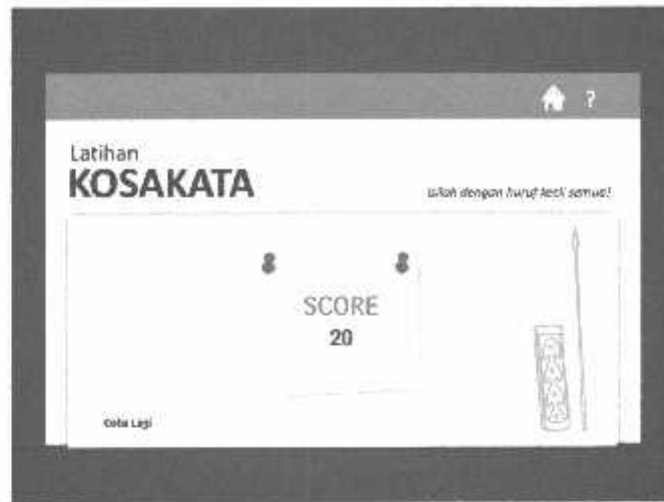 ?
Latihan
KOSAKATA
Isilah dengan huruf kecil semua!
SCORE
20
Coba Lagi